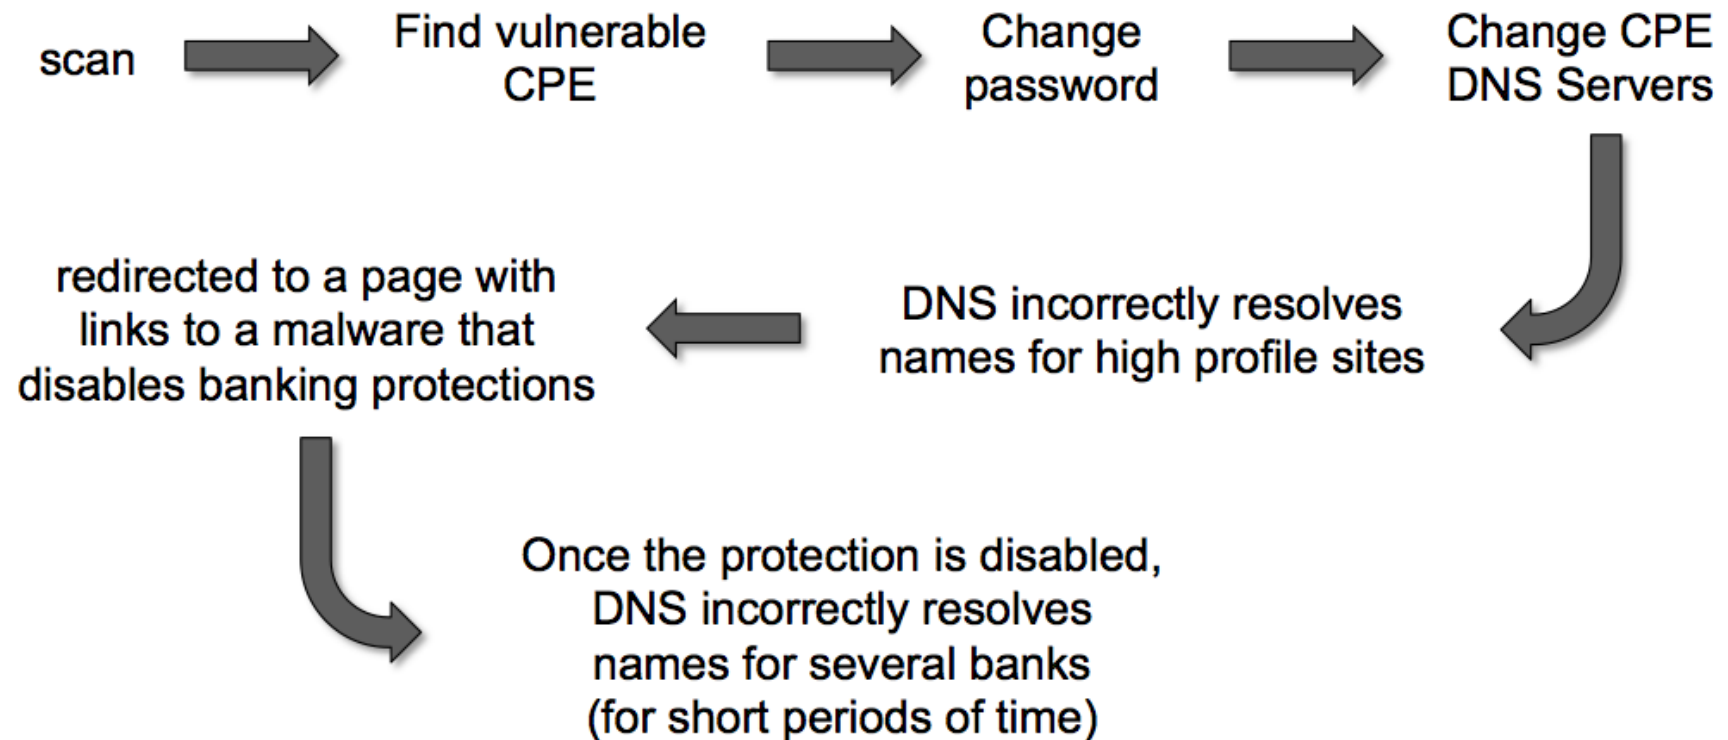 scan
Find vulnerable
CPE
Change
password
Change CPE
DNS Servers
DNS incorrectly resolves
names for high profile sites
redirected to a page with
links to a malware that
disables banking protections
Once the protection is disabled,
DNS incorrectly resolves
names for several banks
(for short periods of time)